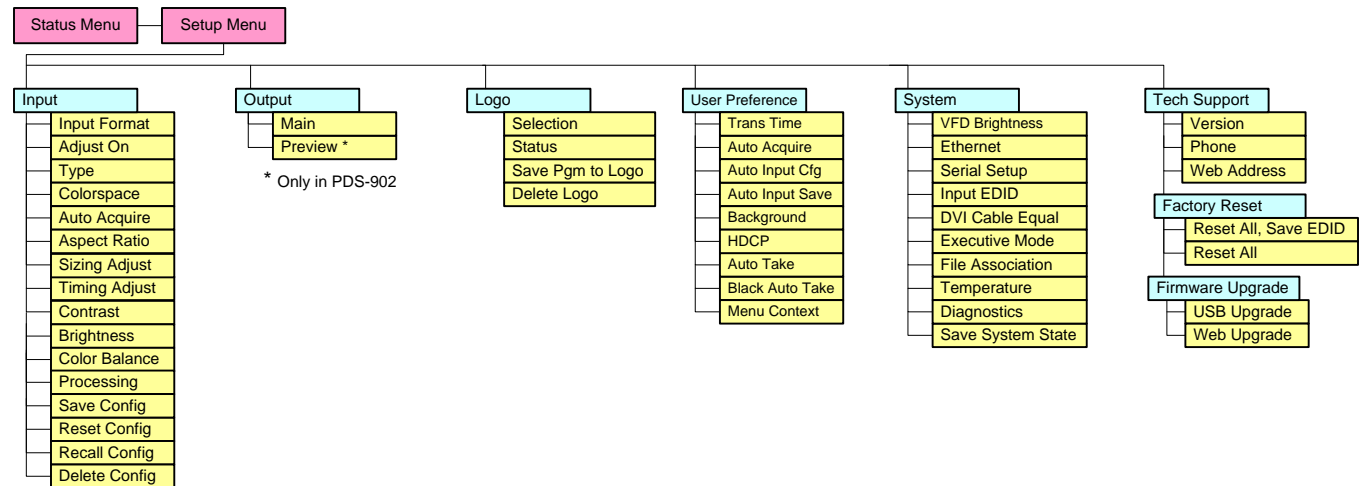 Status Menu
Setup Menu
Input
Input Format
Adjust On
Type
Colorspace
Auto Acquire
Aspect Ratio
Sizing Adjust
Timing Adjust
Contrast
Brightness
Color Balance
Processing
Save Config
Reset Config
Recall Config
Delete Config
Output
Main
Preview *
* Only in PDS-902
Logo
Selection
Status
Save Pgm to Logo
Delete Logo
User Preference
Trans Time
Auto Acquire
Auto Input Cfg
Auto Input Save
Background
HDCP
Auto Take
Black Auto Take
Menu Context
System
VFD Brightness
Ethernet
Serial Setup
Input EDID
DVI Cable Equal
Executive Mode
File Association
Temperature
Diagnostics
Save System State
Tech Support
Version
Phone
Web Address
Factory Reset
Reset All, Save EDID
Reset All
Firmware Upgrade
USB Upgrade
Web Upgrade